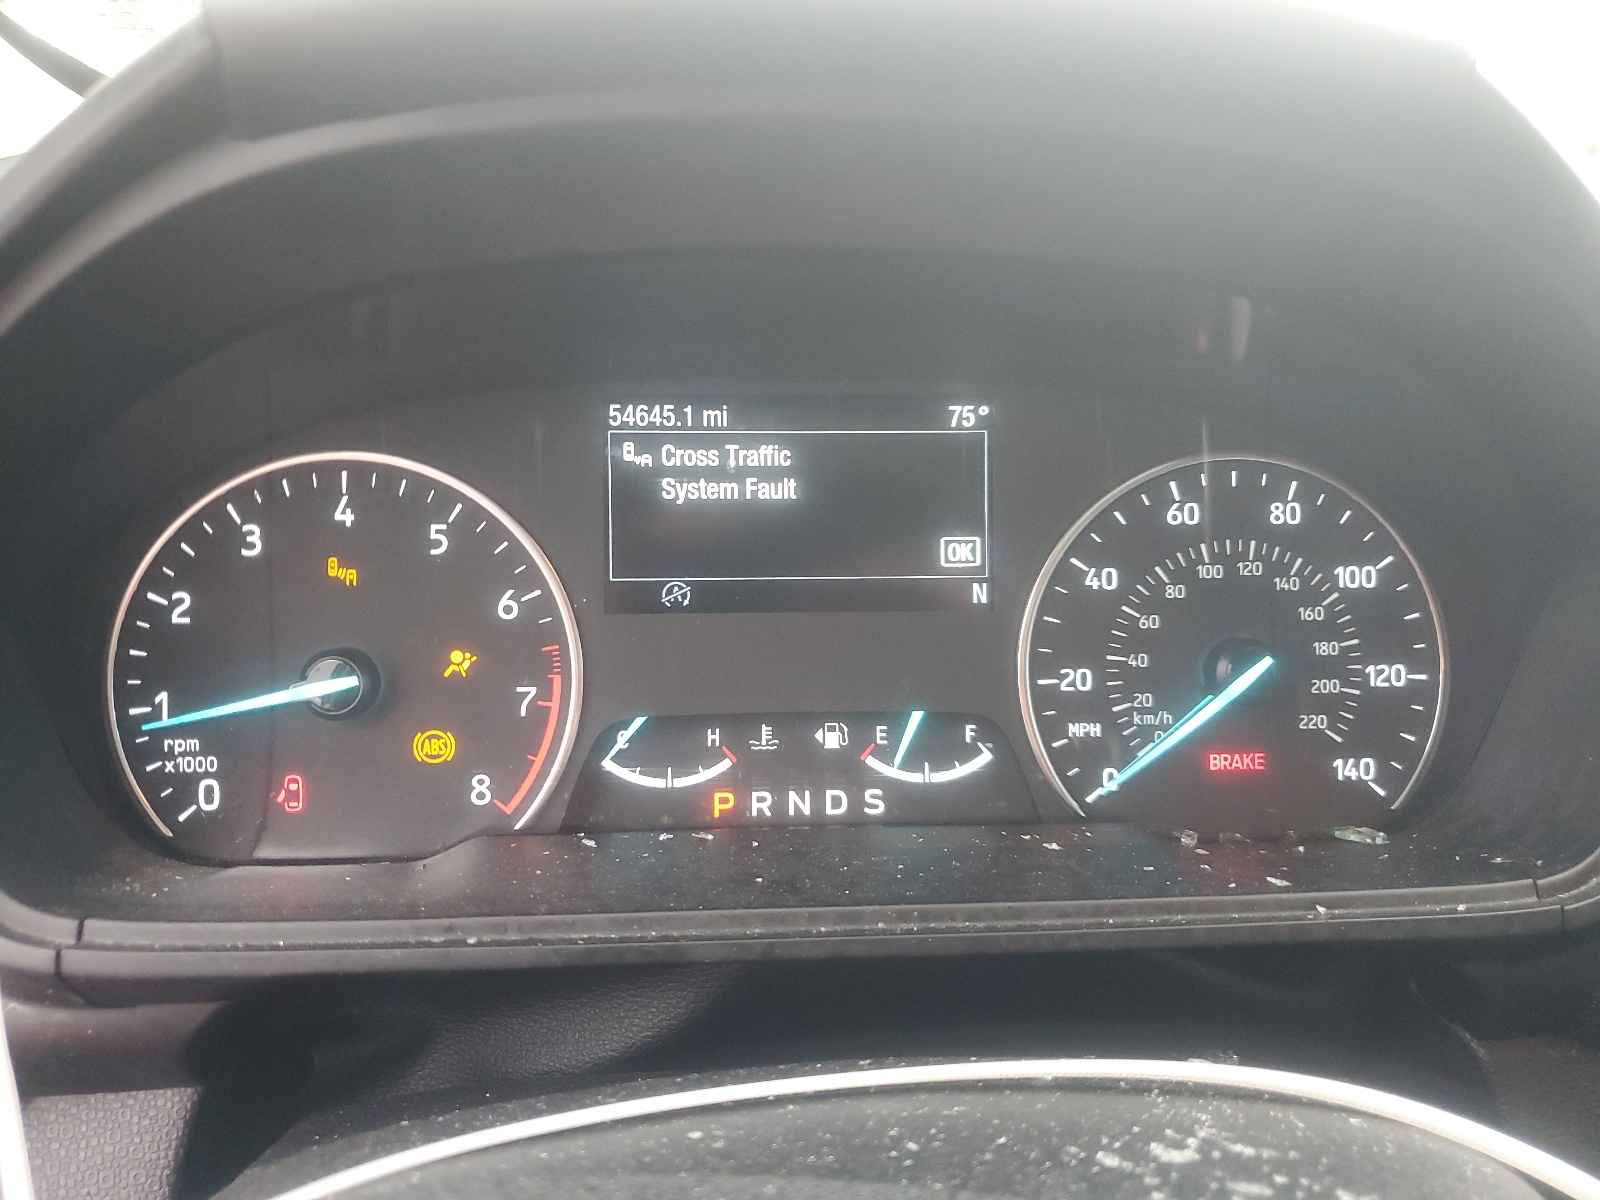 54645.1 mi 75°
Cross Traffic
System Fault
OK
N
0 1 2 3 4 5 6 7 8
rpm
x1000
ABS
C H E F
P R N D S
0 20 40 60 80 100 120 140
MPH
0 20 40 60 80 100 120 140 160 180 200 220
km/h
BRAKE